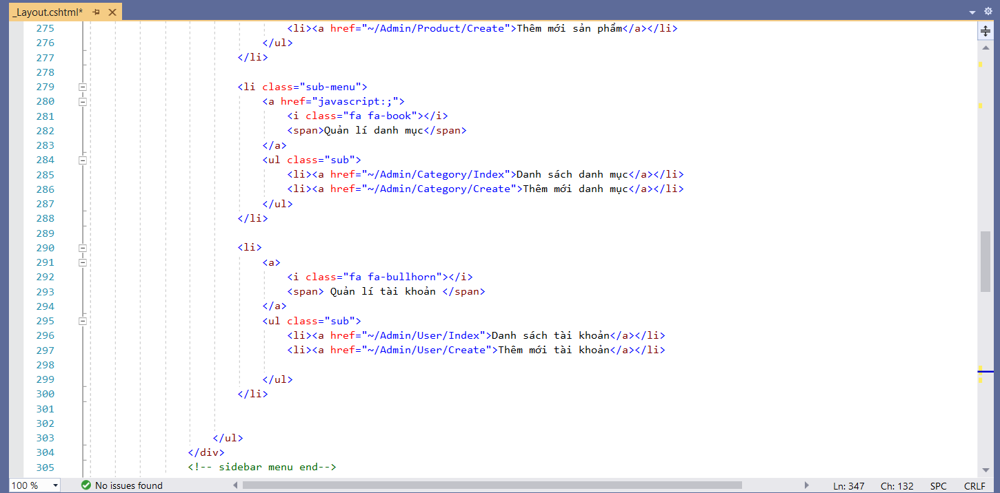 _Layout.cshtml*
275 <li><a href="~/Admin/Product/Create">Thêm mới sản phẩm</a></li>
276 </ul>
277 </li>
278
279 <li class="sub-menu">
280 <a href="javascript:;">
281 <i class="fa fa-book"></i>
282 <span>Quản lí danh mục</span>
283 </a>
284 <ul class="sub">
285 <li><a href="~/Admin/Category/Index">Danh sách danh mục</a></li>
286 <li><a href="~/Admin/Category/Create">Thêm mới danh mục</a></li>
287 </ul>
288 </li>
289
290 <li>
291 <a>
292 <i class="fa fa-bullhorn"></i>
293 <span> Quản lí tài khoản </span>
294 </a>
295 <ul class="sub">
296 <li><a href="~/Admin/User/Index">Danh sách tài khoản</a></li>
297 <li><a href="~/Admin/User/Create">Thêm mới tài khoản</a></li>
298
299 </ul>
300 </li>
301
302
303 </ul>
304 </div>
305 <!-- sidebar menu end-->
100 % No issues found Ln: 347 Ch: 132 SPC CRLF